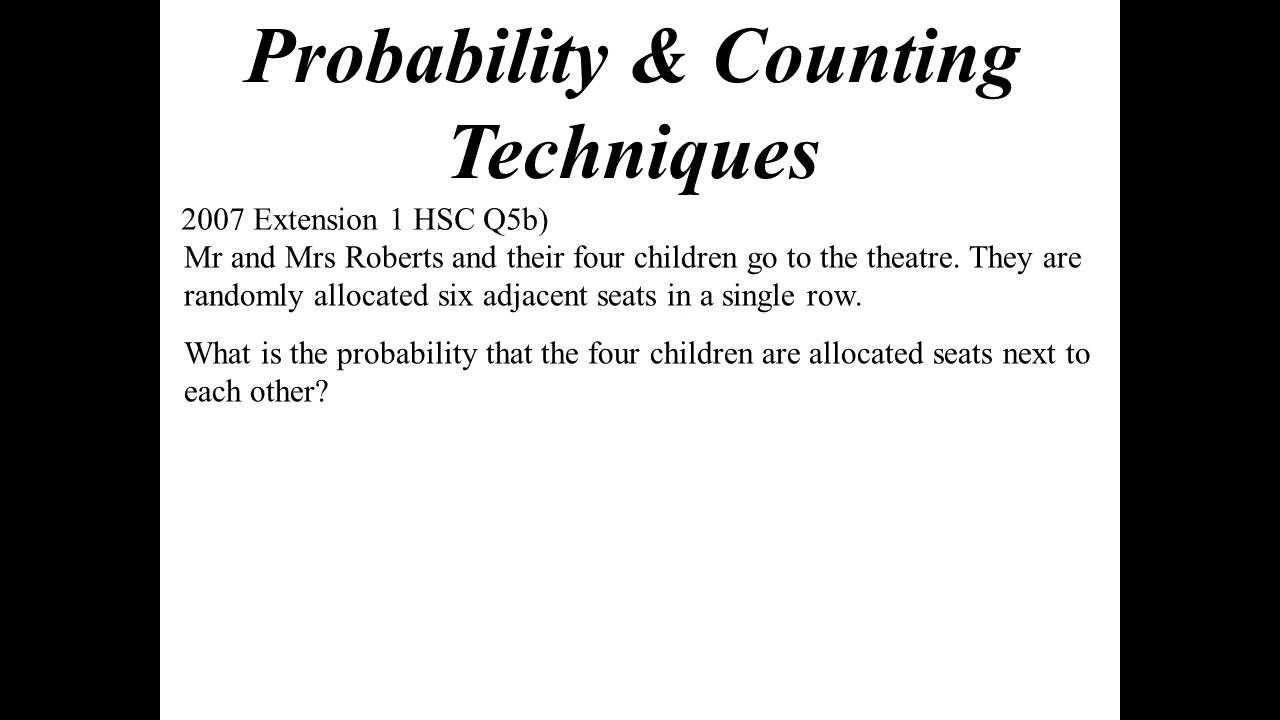 Probability & Counting
Techniques
2007 Extension 1 HSC Q5b)
Mr and Mrs Roberts and their four children go to the theatre. They are
randomly allocated six adjacent seats in a single row.
What is the probability that the four children are allocated seats next to
each other?